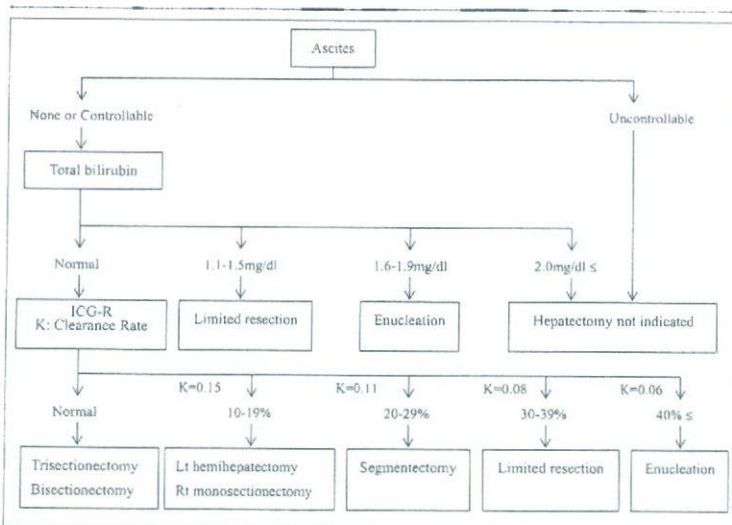 Ascites
None or Controllable
Uncontrollable
Total bilirubin
Normal
1.1-1.5mg/dl
1.6-1.9mg/dl
2.0mg/dl ≤
ICG-R
K: Clearance Rate
Limited resection
Enucleation
Hepatectomy not indicated
K=0.15
K=0.11
K=0.08
K=0.06
Normal
10-19%
20-29%
30-39%
40% ≤
Trisectionectomy
Bisectionectomy
Lt hemihepatectomy
Rt monosectionectomy
Segmentectomy
Limited resection
Enucleation